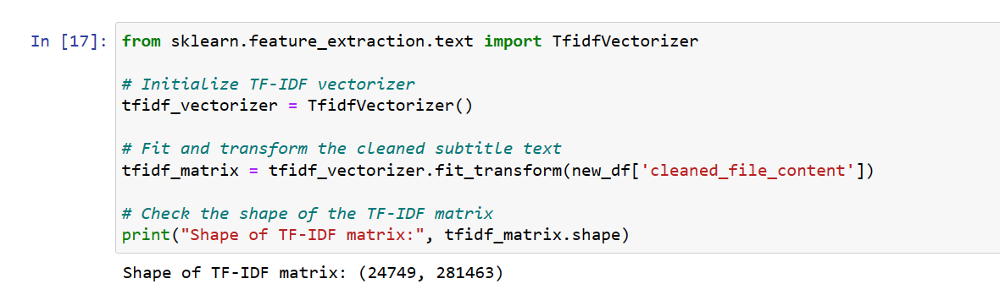 In [17]: from sklearn.feature_extraction.text import TfidfVectorizer
# Initialize TF-IDF vectorizer
tfidf_vectorizer = TfidfVectorizer()
# Fit and transform the cleaned subtitle text
tfidf_matrix = tfidf_vectorizer.fit_transform(new_df['cleaned_file_content'])
# Check the shape of the TF-IDF matrix
print("Shape of TF-IDF matrix:", tfidf_matrix.shape)
Shape of TF-IDF matrix: (24749, 281463)